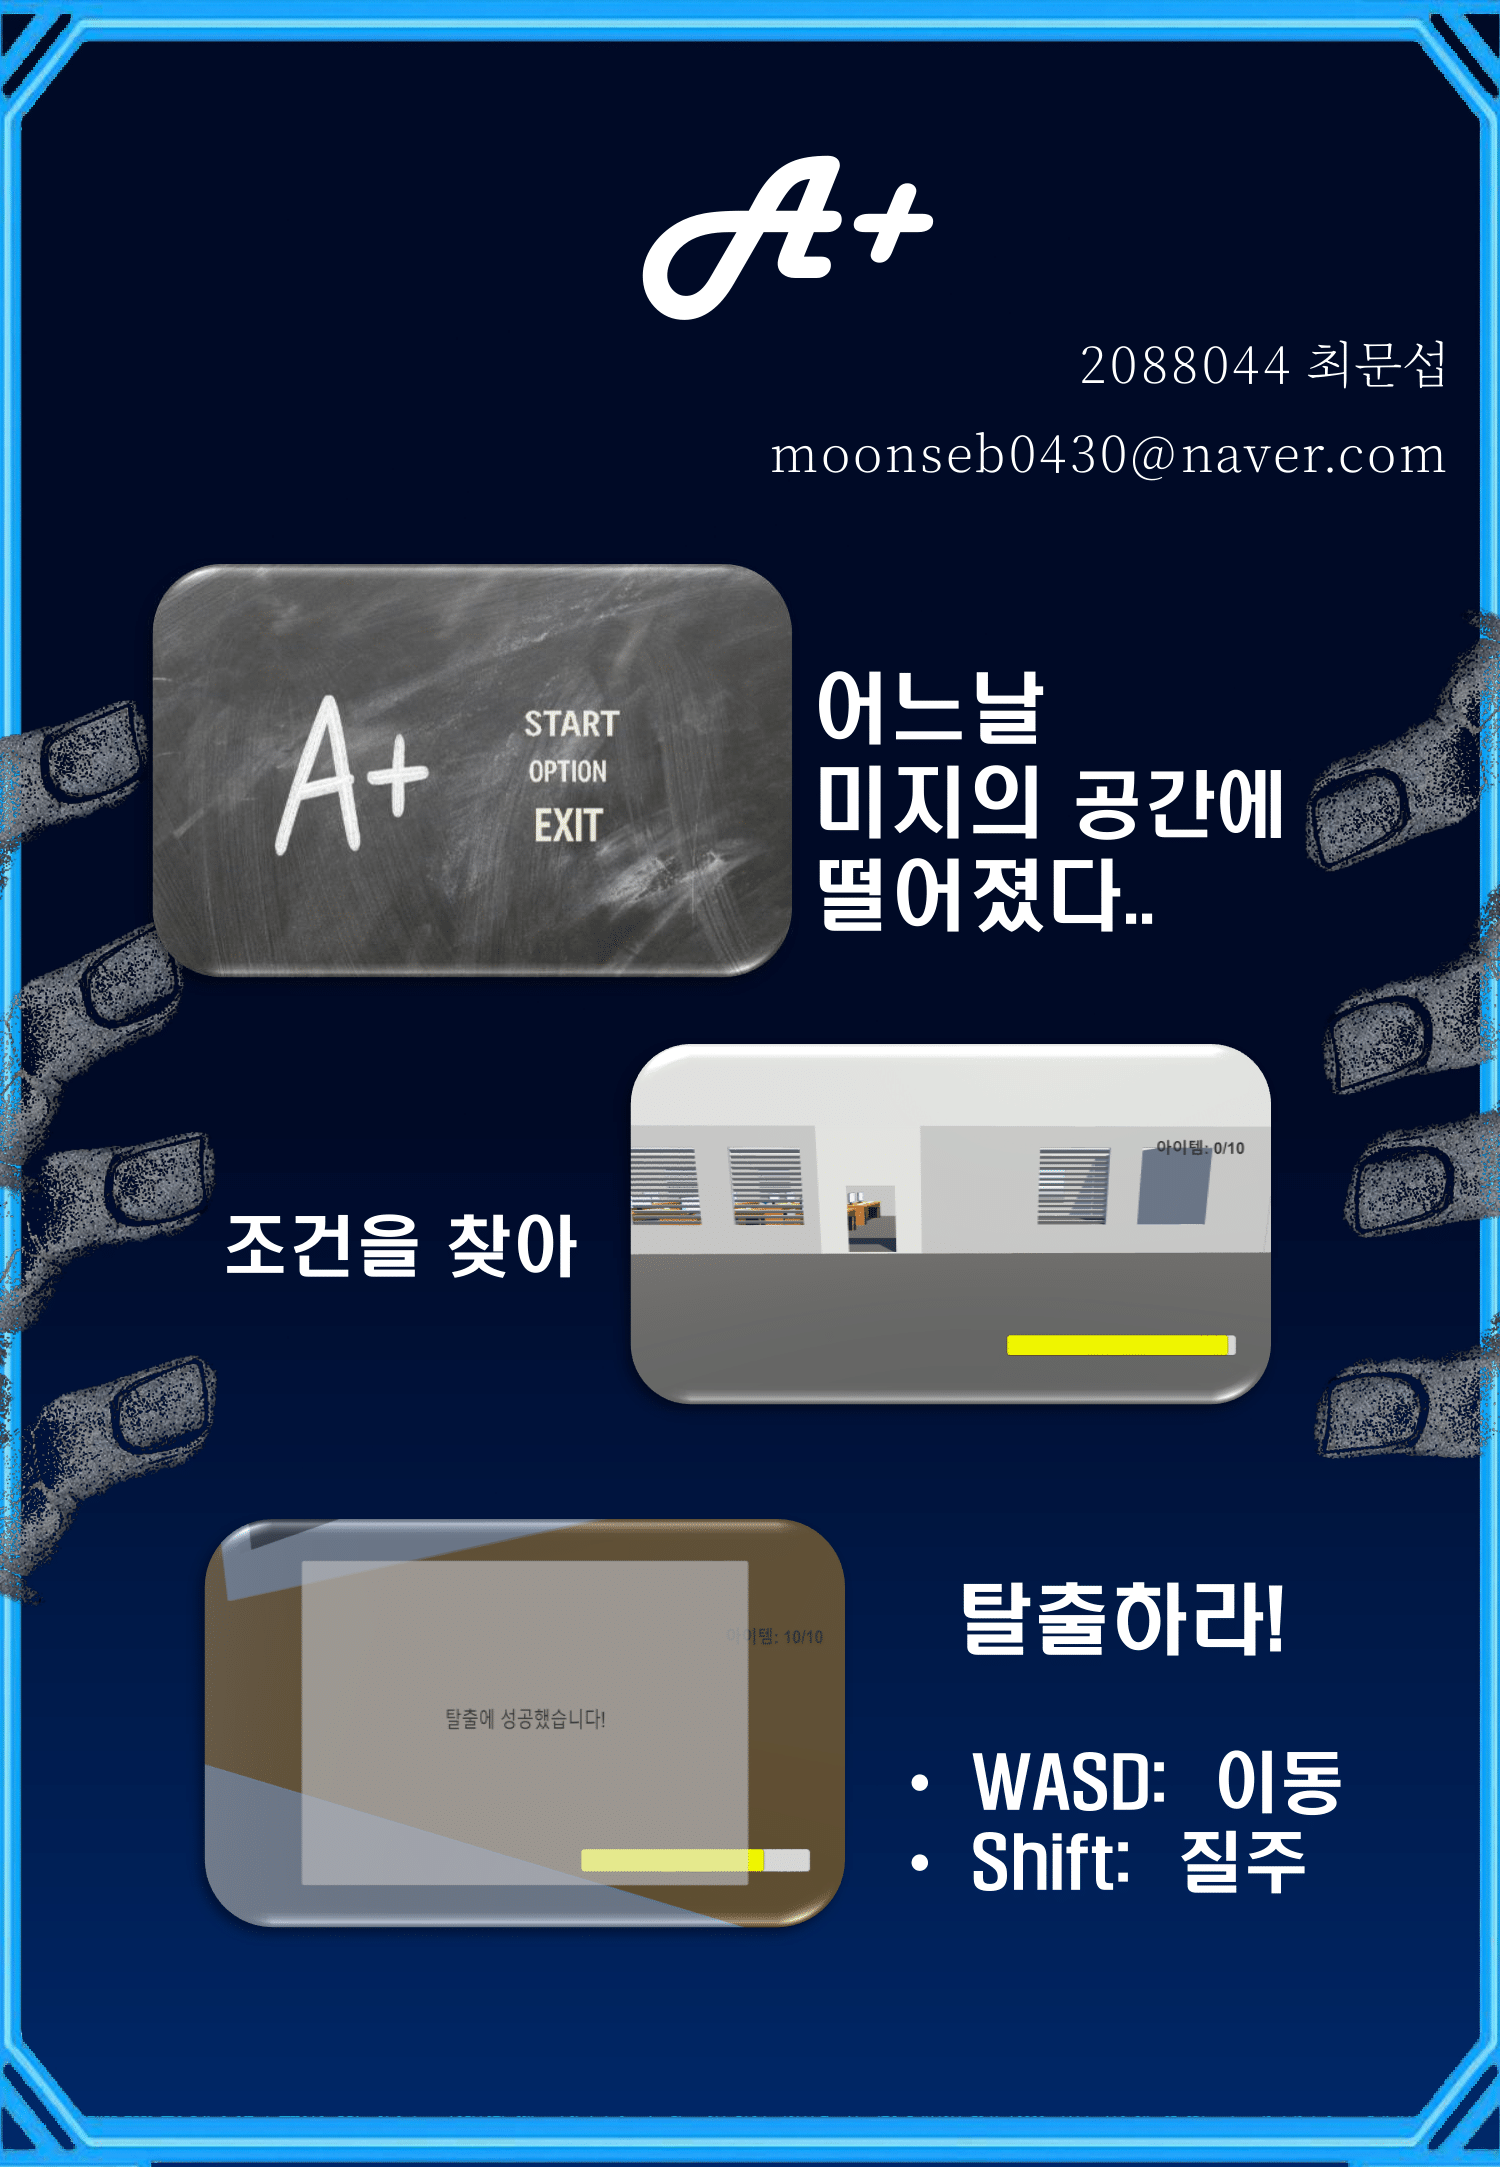 A+
2088044 최문섭
moonseb0430@naver.com
A+
START
OPTION
EXIT
어느날
미지의 공간에
떨어졌다..
조건을 찾아
아이템: 0/10
아이템: 10/10
탈출에 성공했습니다!
탈출하라!
• WASD: 이동
• Shift: 질주